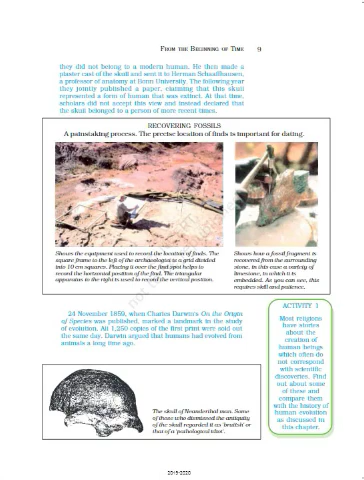 FROM THE BEGINNING OF TIME 9
they did not belong to a modern human. He then made a
plaster cast of the skull and sent it to Herman Schaaffhausen,
a professor of anatomy at Bonn University. The following year
they jointly published a paper, claiming that this skull
represented a form of human that was extinct. At that time,
scholars did not accept this view and instead declared that
the skull belonged to a person of more recent times.
RECOVERING FOSSILS
A painstaking process. The precise location of finds is important for dating.
Shows the equipment used to record the location of finds. The
square frame to the left of the archaeologist is a grid divided
into 10 cm squares. Placing it over the find spot helps to
record the horizontal position of the find. The triangular
apparatus to the right is used to record the vertical position.
Shows how a fossil fragment is
recovered from the surrounding
stone, in this case a variety of
limestone, in which it is
embedded. As you can see, this
requires skill and patience.
24 November 1859, when Charles Darwin's On the Origin
of Species was published, marked a landmark in the study
of evolution. All 1,250 copies of the first print were sold out
the same day. Darwin argued that humans had evolved from
animals a long time ago.
ACTIVITY 1
Most religions
have stories
about the
creation of
human beings
which often do
not correspond
with scientific
discoveries. Find
out about some
of these and
compare them
with the history of
human evolution
as discussed in
this chapter.
The skull of Neanderthal man. Some
of those who dismissed the antiquity
of the skull regarded it as 'brutish' or
that of a 'pathological idiot'.
2019-2020